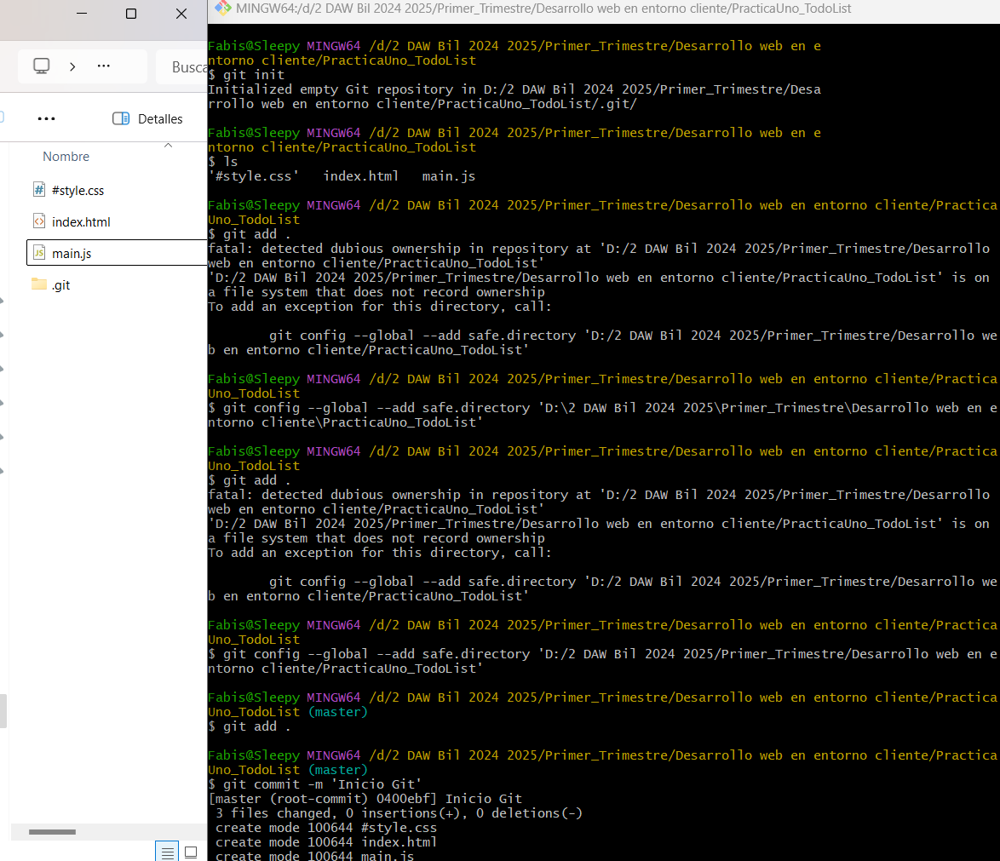 MINGW64:/d/2 DAW Bil 2024 2025/Primer_Trimestre/Desarrollo web en entorno cliente/PracticaUno_TodoList
Busca
Detalles
Nombre
#style.css
index.html
JS main.js
.git
Fabis@Sleepy MINGW64 /d/2 DAW Bil 2024 2025/Primer_Trimestre/Desarrollo web en e
ntorno cliente/PracticaUno_TodoList
$ git init
Initialized empty Git repository in D:/2 DAW Bil 2024 2025/Primer_Trimestre/Desa
rrollo web en entorno cliente/PracticaUno_TodoList/.git/
Fabis@Sleepy MINGW64 /d/2 DAW Bil 2024 2025/Primer_Trimestre/Desarrollo web en e
ntorno cliente/PracticaUno_TodoList
$ ls
'#style.css'   index.html   main.js
Fabis@Sleepy MINGW64 /d/2 DAW Bil 2024 2025/Primer_Trimestre/Desarrollo web en entorno cliente/Practica
Uno_TodoList
$ git add .
fatal: detected dubious ownership in repository at 'D:/2 DAW Bil 2024 2025/Primer_Trimestre/Desarrollo
web en entorno cliente/PracticaUno_TodoList'
'D:/2 DAW Bil 2024 2025/Primer_Trimestre/Desarrollo web en entorno cliente/PracticaUno_TodoList' is on
a file system that does not record ownership
To add an exception for this directory, call:
git config --global --add safe.directory 'D:/2 DAW Bil 2024 2025/Primer_Trimestre/Desarrollo we
b en entorno cliente/PracticaUno_TodoList'
Fabis@Sleepy MINGW64 /d/2 DAW Bil 2024 2025/Primer_Trimestre/Desarrollo web en entorno cliente/Practica
Uno_TodoList
$ git config --global --add safe.directory 'D:\2 DAW Bil 2024 2025\Primer_Trimestre\Desarrollo web en e
ntorno cliente\PracticaUno_TodoList'
Fabis@Sleepy MINGW64 /d/2 DAW Bil 2024 2025/Primer_Trimestre/Desarrollo web en entorno cliente/Practica
Uno_TodoList
$ git add .
fatal: detected dubious ownership in repository at 'D:/2 DAW Bil 2024 2025/Primer_Trimestre/Desarrollo
web en entorno cliente/PracticaUno_TodoList'
'D:/2 DAW Bil 2024 2025/Primer_Trimestre/Desarrollo web en entorno cliente/PracticaUno_TodoList' is on
a file system that does not record ownership
To add an exception for this directory, call:
git config --global --add safe.directory 'D:/2 DAW Bil 2024 2025/Primer_Trimestre/Desarrollo we
b en entorno cliente/PracticaUno_TodoList'
Fabis@Sleepy MINGW64 /d/2 DAW Bil 2024 2025/Primer_Trimestre/Desarrollo web en entorno cliente/Practica
Uno_TodoList
$ git config --global --add safe.directory 'D:/2 DAW Bil 2024 2025/Primer_Trimestre/Desarrollo web en e
ntorno cliente/PracticaUno_TodoList'
Fabis@Sleepy MINGW64 /d/2 DAW Bil 2024 2025/Primer_Trimestre/Desarrollo web en entorno cliente/Practica
Uno_TodoList (master)
$ git add .
Fabis@Sleepy MINGW64 /d/2 DAW Bil 2024 2025/Primer_Trimestre/Desarrollo web en entorno cliente/Practica
Uno_TodoList (master)
$ git commit -m 'Inicio Git'
[master (root-commit) 0400ebf] Inicio Git
3 files changed, 0 insertions(+), 0 deletions(-)
create mode 100644 #style.css
create mode 100644 index.html
create mode 100644 main.js